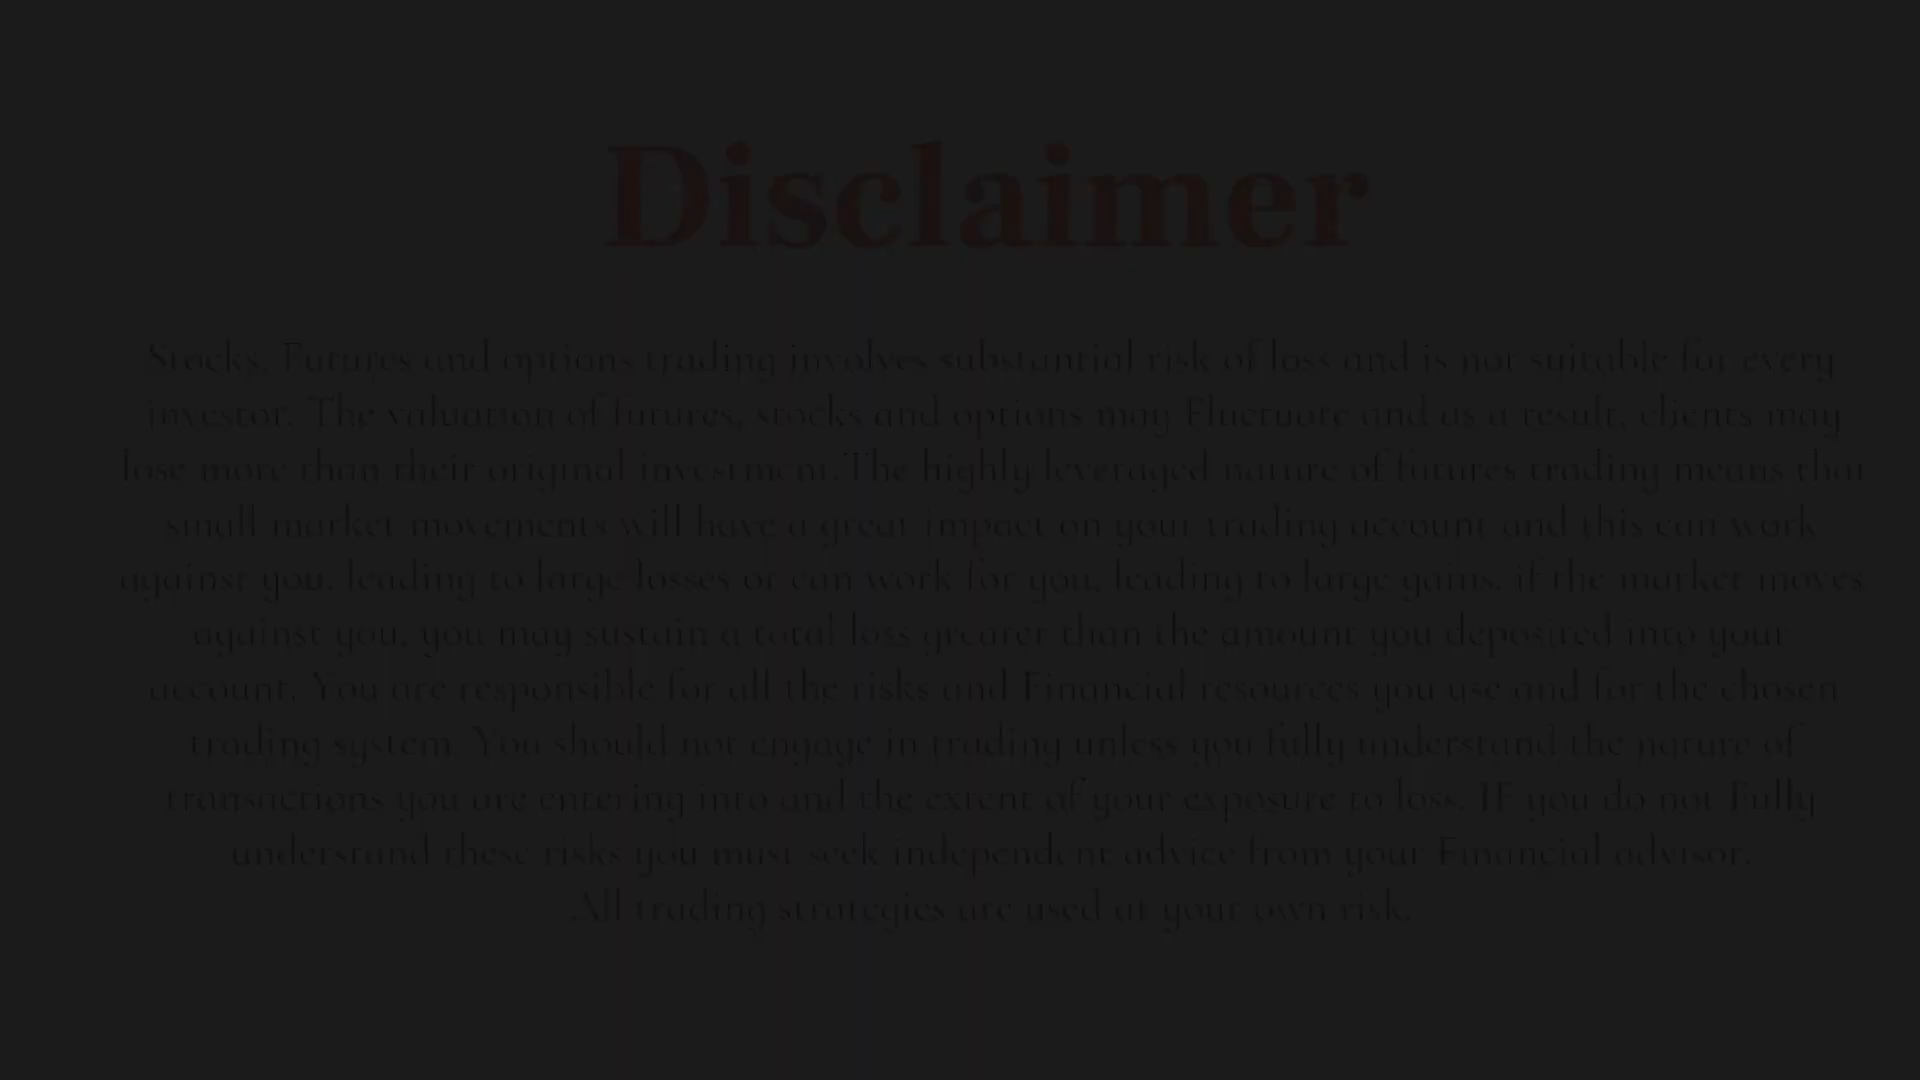 Disclaimer
Stocks, Futures and options trading involves substantial risk of loss and is not suitable for every
investor. The valuation of futures, stocks and options may Fluctuate and as a result, clients may
lose more than their original investment. The highly leveraged nature of futures trading means that
small market movements will have a great impact on your trading account and this can work
against you, leading to large losses or can work for you, leading to large gains, if the market moves
against you, you may sustain a total loss greater than the amount you deposited into your
account. You are responsible for all the risks and Financial resources you use and for the chosen
trading system. You should not engage in trading unless you fully understand the nature of
transactions you are entering into and the extent of your exposure to loss. IF you do not fully
understand these risks you must seek independent advice from your Financial advisor.
All trading strategies are used at your own risk.